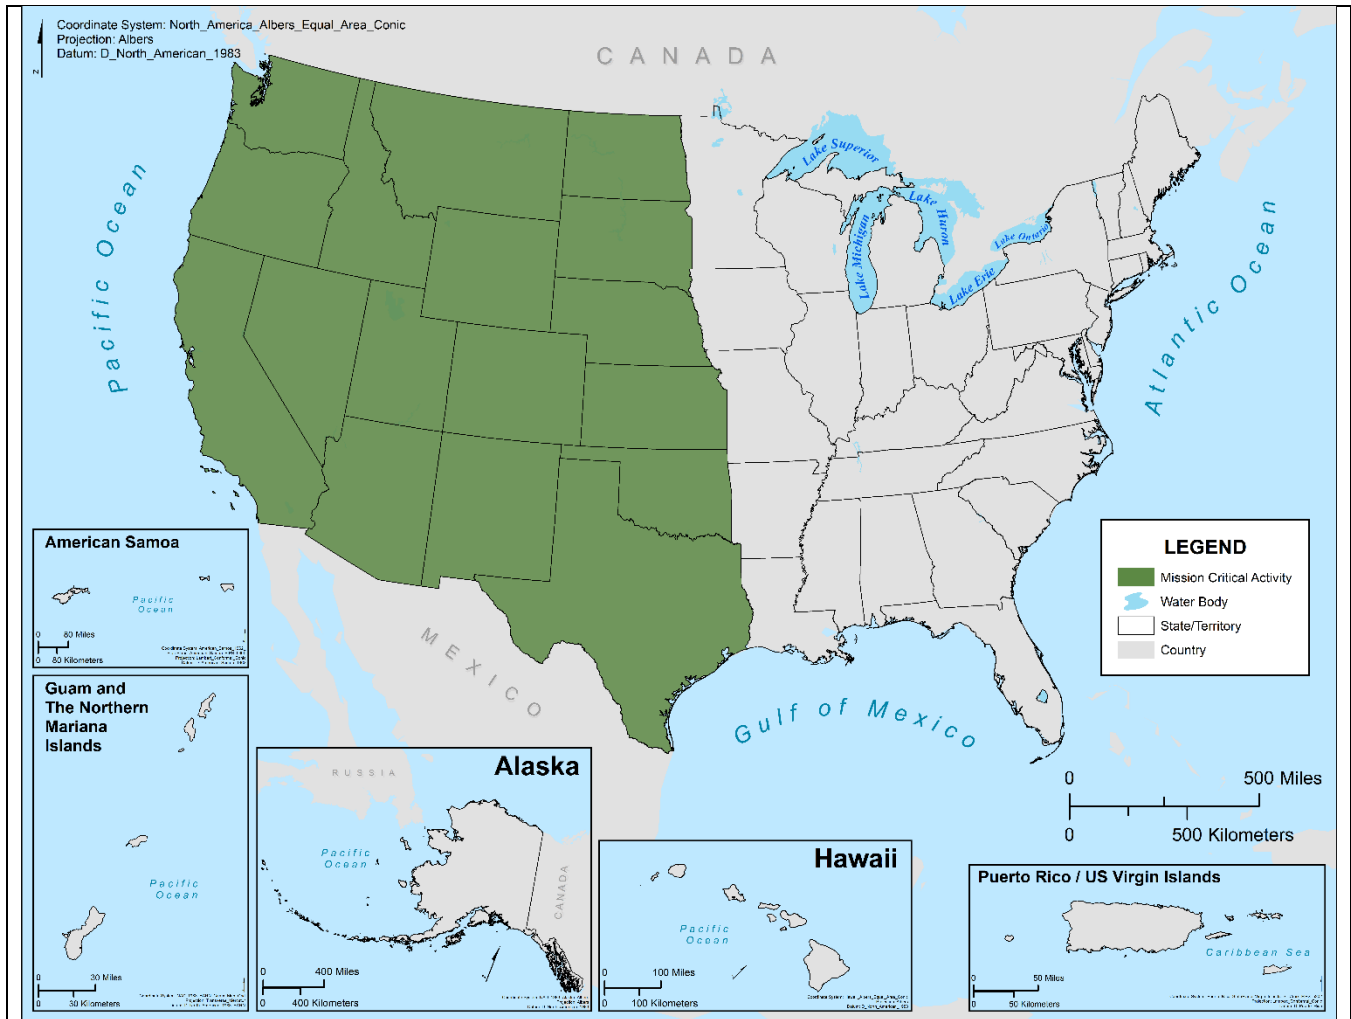 Coordinate System: North_America_Albers_Equal_Area_Conic
Projection: Albers
Datum: D_North_American_1983
N
CANADA
Lake Superior
Lake Huron
Lake Michigan
Lake Ontario
Lake Erie
Pacific Ocean
Atlantic Ocean
MEXICO
Gulf of Mexico
LEGEND
Mission Critical Activity
Water Body
State/Territory
Country
0 500 Miles
0 500 Kilometers
American Samoa
Pacific
Ocean
0 80 Miles
0 80 Kilometers
Guam and
The Northern
Mariana
Islands
Pacific
Ocean
0 30 Miles
0 30 Kilometers
Alaska
RUSSIA
Pacific
Ocean
CANADA
0 400 Miles
0 400 Kilometers
Hawaii
Pacific
Ocean
0 100 Miles
0 100 Kilometers
Puerto Rico / US Virgin Islands
Caribbean Sea
0 50 Miles
0 50 Kilometers